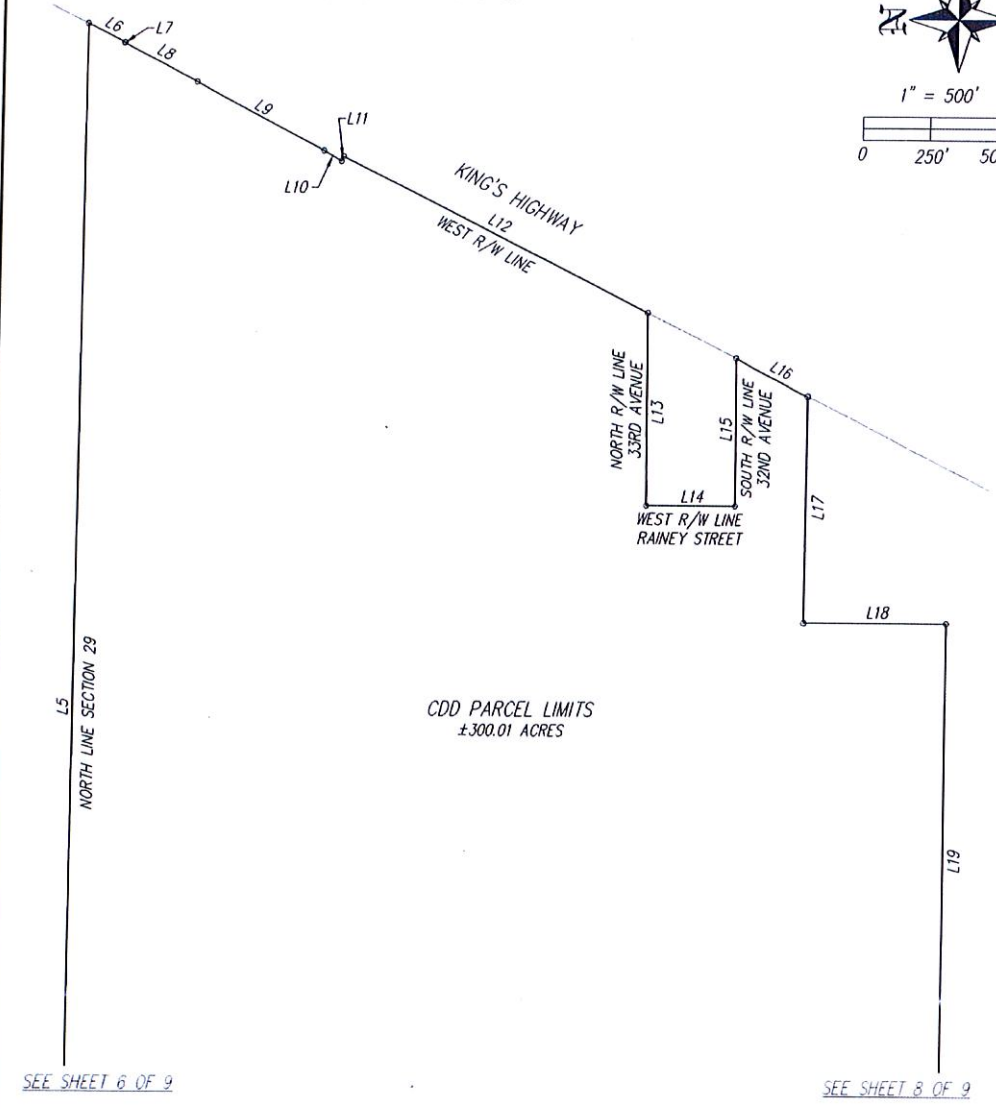 L6
L7
L8
N
1" = 500'
0 250' 50
L9
L11
L10
KING'S HIGHWAY
L12
WEST R/W LINE
L16
NORTH R/W LINE
33RD AVENUE
L13
L15
SOUTH R/W LINE
32ND AVENUE
L14
WEST R/W LINE
RAINEY STREET
L17
L18
L5
NORTH LINE SECTION 29
CDD PARCEL LIMITS
±300.01 ACRES
L19
SEE SHEET 6 OF 9
SEE SHEET 8 OF 9